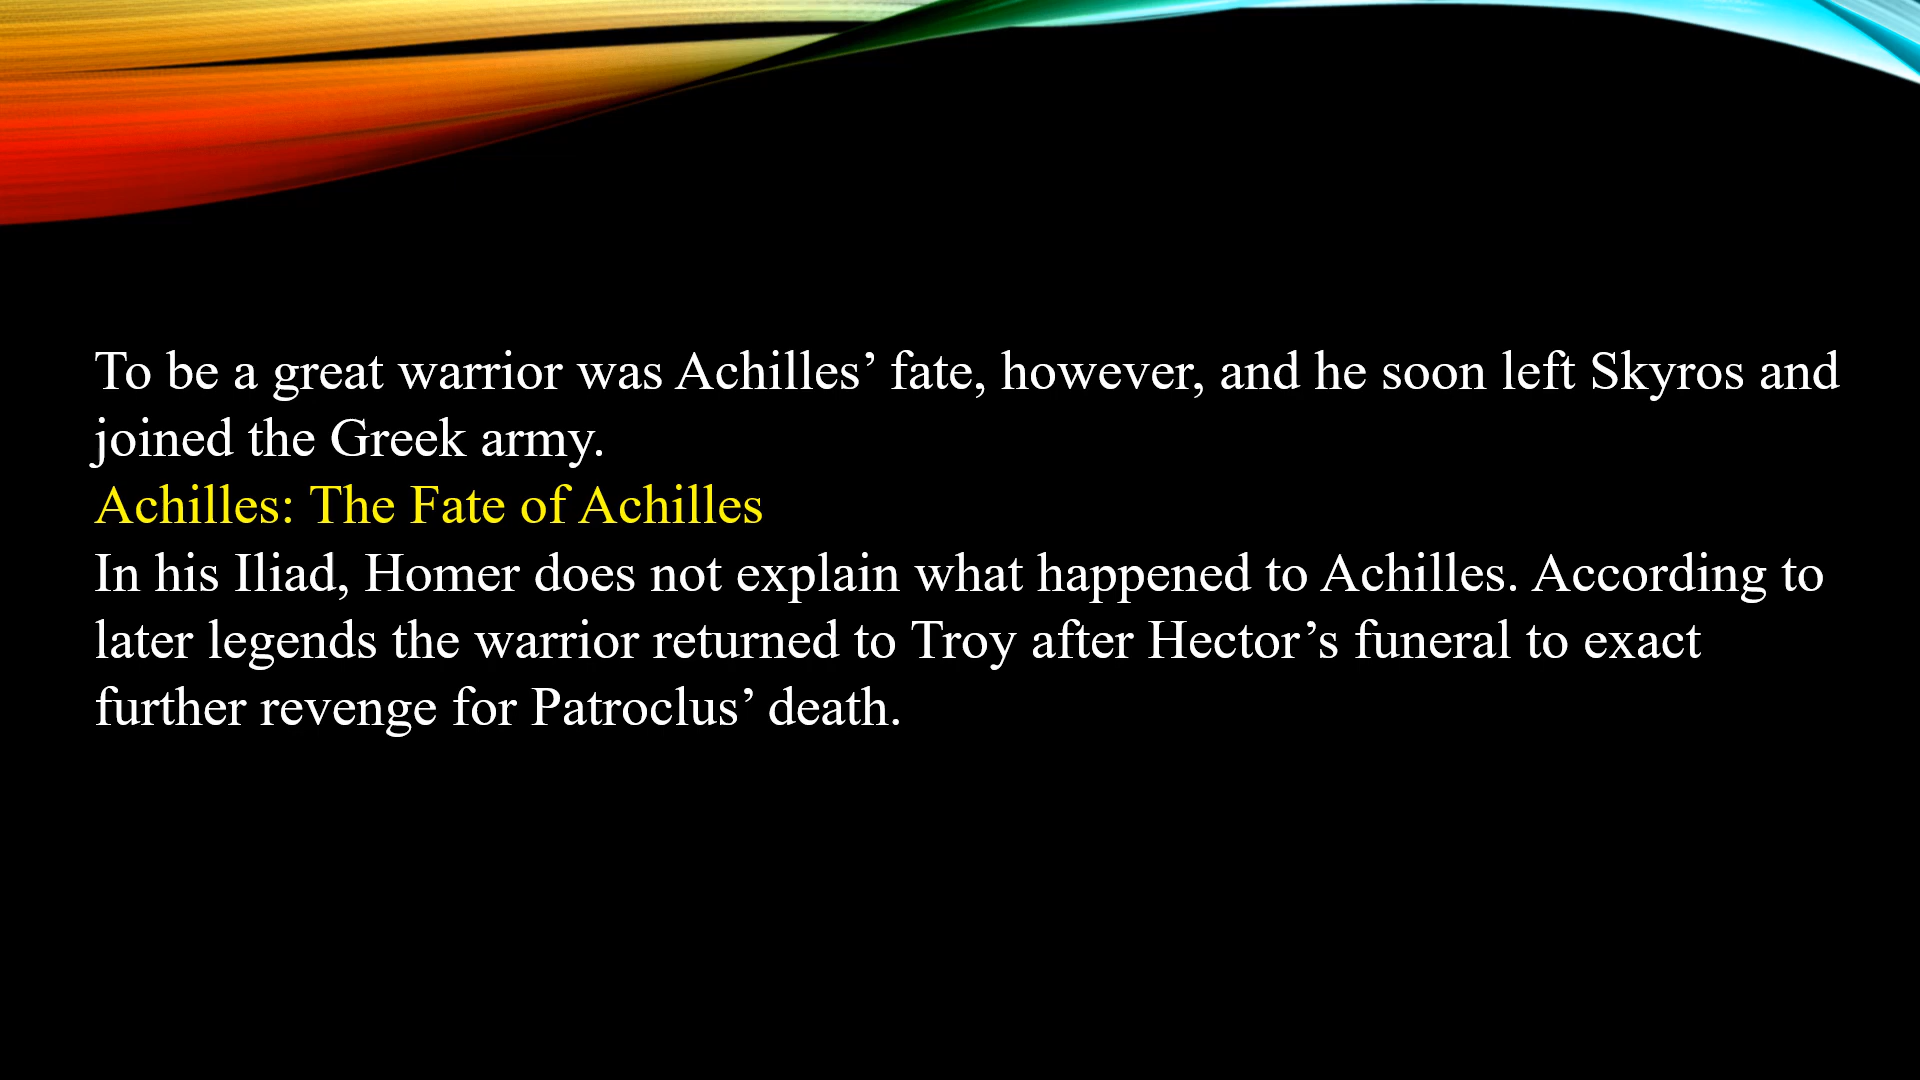 To be a great warrior was Achilles’ fate, however, and he soon left Skyros and
joined the Greek army.
Achilles: The Fate of Achilles
In his Iliad, Homer does not explain what happened to Achilles. According to
later legends the warrior returned to Troy after Hector’s funeral to exact
further revenge for Patroclus’ death.